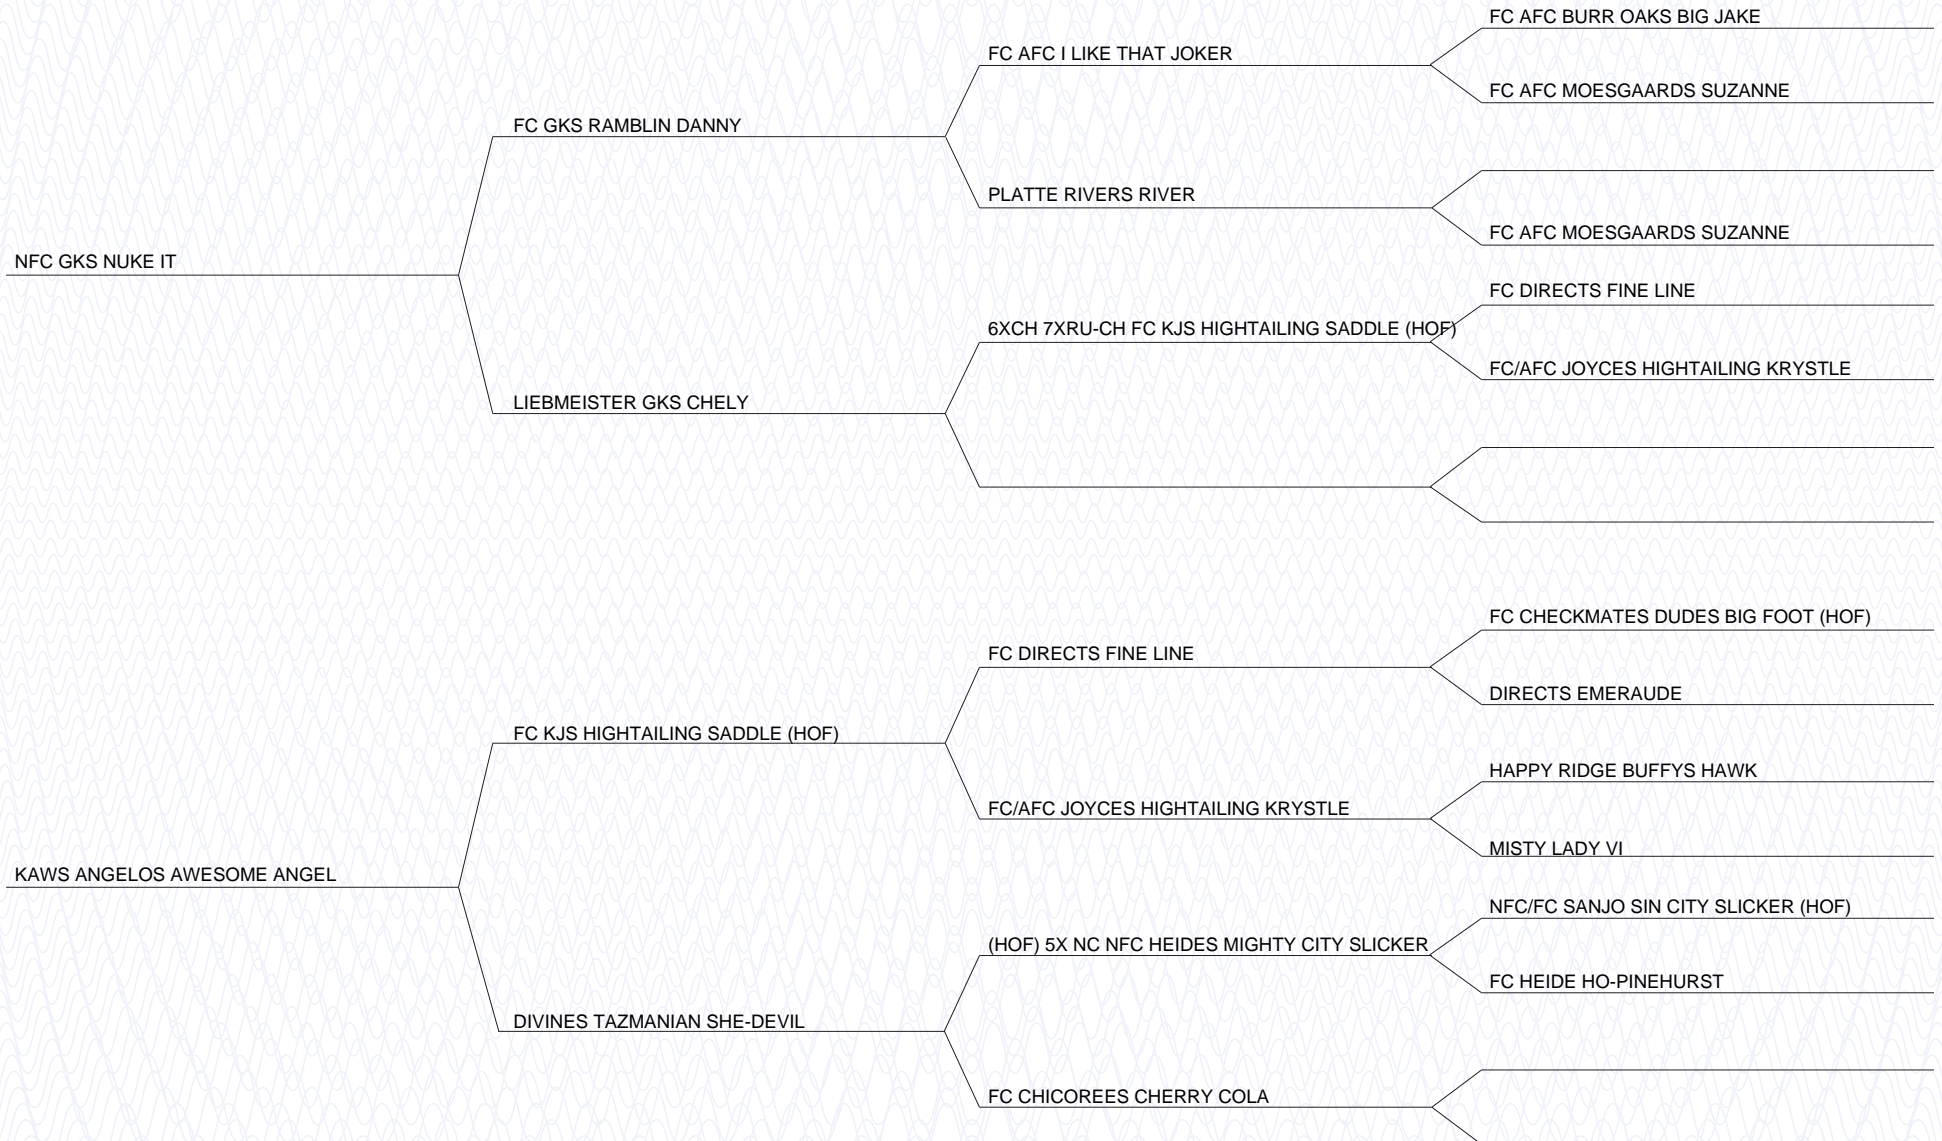 FC AFC BURR OAKS BIG JAKE
FC AFC I LIKE THAT JOKER
FC AFC MOESGAARDS SUZANNE
FC GKS RAMBLIN DANNY
PLATTE RIVERS RIVER
FC AFC MOESGAARDS SUZANNE
NFC GKS NUKE IT
FC DIRECTS FINE LINE
6XCH 7XRU-CH FC KJS HIGHTAILING SADDLE (HOF)
FC/AFC JOYCES HIGHTAILING KRYSTLE
LIEBMEISTER GKS CHELY
FC CHECKMATES DUDES BIG FOOT (HOF)
FC DIRECTS FINE LINE
DIRECTS EMERAUDE
FC KJS HIGHTAILING SADDLE (HOF)
HAPPY RIDGE BUFFYS HAWK
FC/AFC JOYCES HIGHTAILING KRYSTLE
MISTY LADY VI
KAWS ANGELOS AWESOME ANGEL
NFC/FC SANJO SIN CITY SLICKER (HOF)
(HOF) 5X NC NFC HEIDES MIGHTY CITY SLICKER
FC HEIDE HO-PINEHURST
DIVINES TAZMANIAN SHE-DEVIL
FC CHICOREES CHERRY COLA